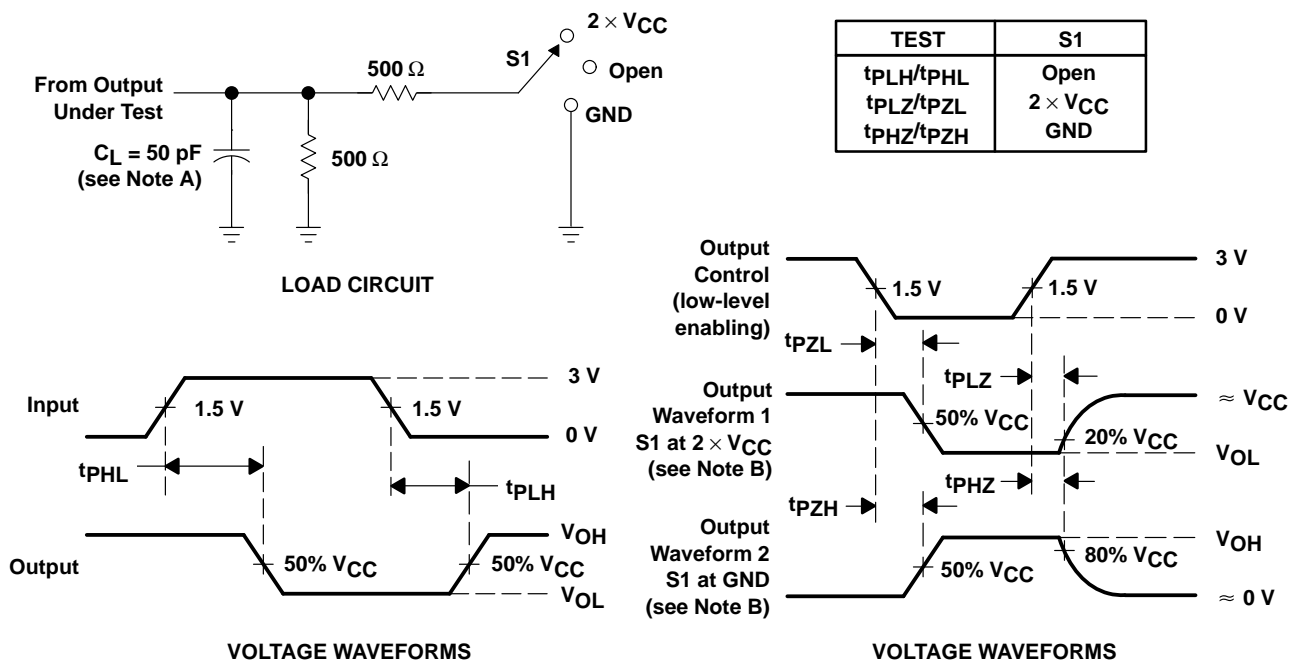 2 × VCC
S1
500 Ω
Open
From Output
Under Test
GND
CL = 50 pF
(see Note A)
500 Ω
LOAD CIRCUIT
TEST S1
tPLH/tPHL Open
tPLZ/tPZL 2 × VCC
tPHZ/tPZH GND
Input
1.5 V
1.5 V
3 V
0 V
tPHL
tPLH
Output
50% VCC
50% VCC
VOH
VOL
VOLTAGE WAVEFORMS
Output
Control
(low-level
enabling)
1.5 V
1.5 V
3 V
0 V
tPZL
tPLZ
Output
Waveform 1
S1 at 2 × VCC
(see Note B)
50% VCC
20% VCC
≈ VCC
VOL
tPZH
tPHZ
Output
Waveform 2
S1 at GND
(see Note B)
50% VCC
80% VCC
VOH
≈ 0 V
VOLTAGE WAVEFORMS